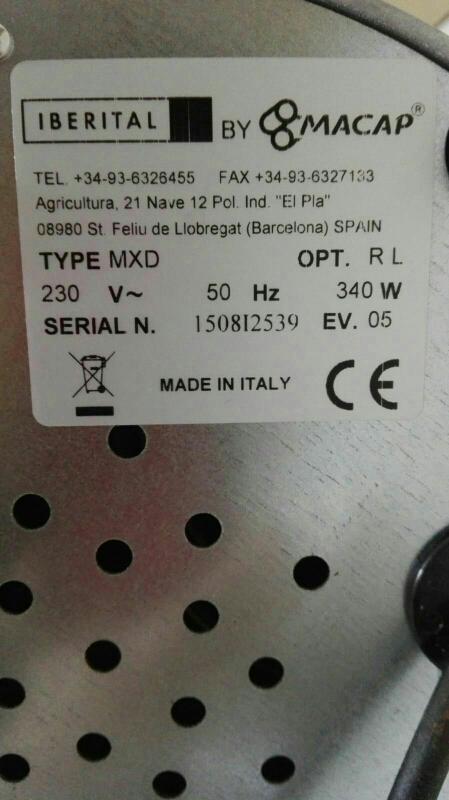 IBERITAL BY MACAP®
TEL. +34-93-6326455 FAX +34-93-6327133
Agricultura, 21 Nave 12 Pol. Ind. "El Pla"
08980 St. Feliu de Llobregat (Barcelona) SPAIN
TYPE MXD OPT. R L
230 V~ 50 Hz 340 W
SERIAL N. 1508I2539 EV. 05
MADE IN ITALY CE